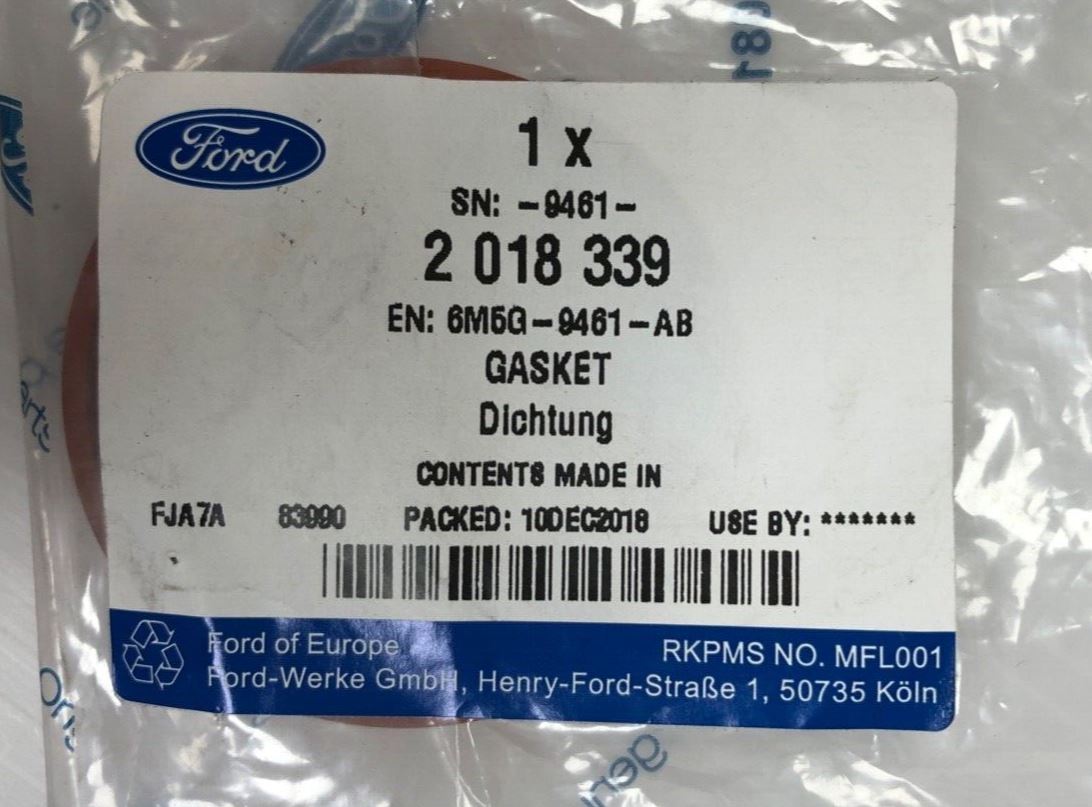 Ford
1 x
SN: -9461-
2 018 339
EN: 6M5G-9461-AB
GASKET
Dichtung
CONTENTS MADE IN
FJA7A 83990 PACKED: 10DEC2018 USE BY: *******
Ford of Europe
RKPMS NO. MFL001
Ford-Werke GmbH, Henry-Ford-Straße 1, 50735 Köln